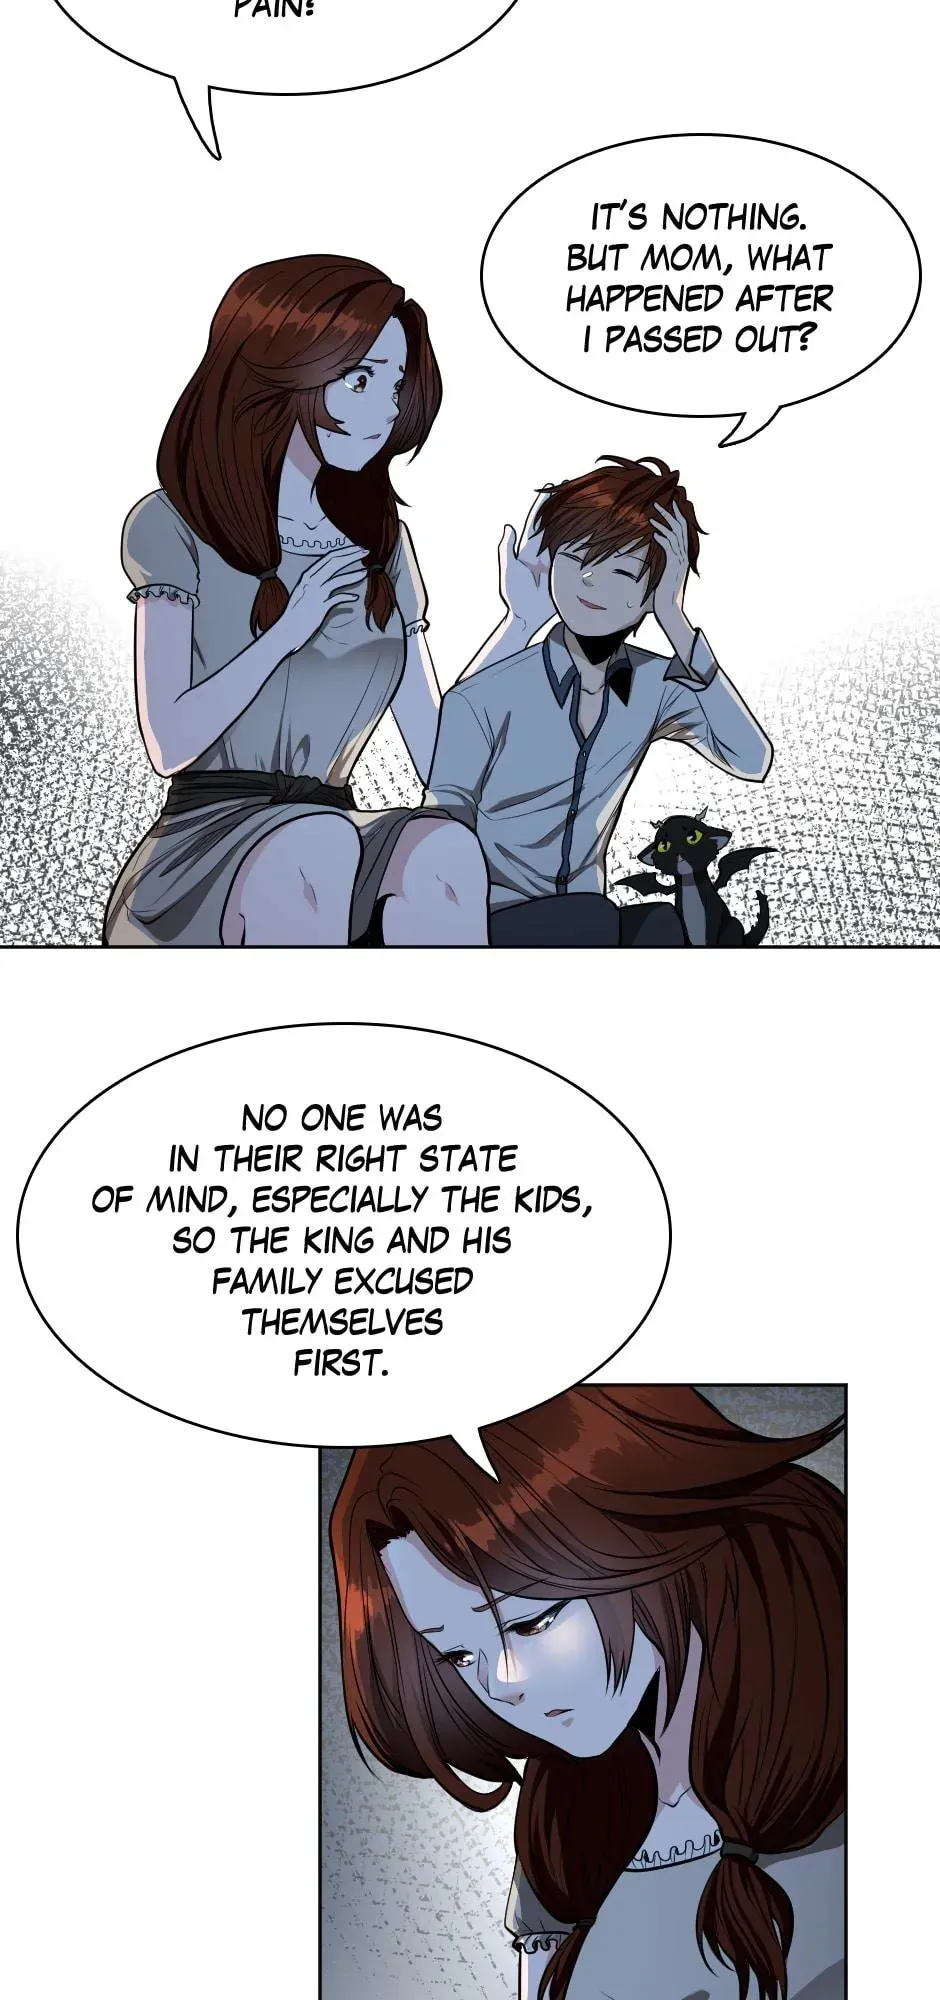 PAIN?
IT'S NOTHING.
BUT MOM, WHAT
HAPPENED AFTER
I PASSED OUT?
NO ONE WAS
IN THEIR RIGHT STATE
OF MIND, ESPECIALLY THE KIDS,
SO THE KING AND HIS
FAMILY EXCUSED
THEMSELVES
FIRST.